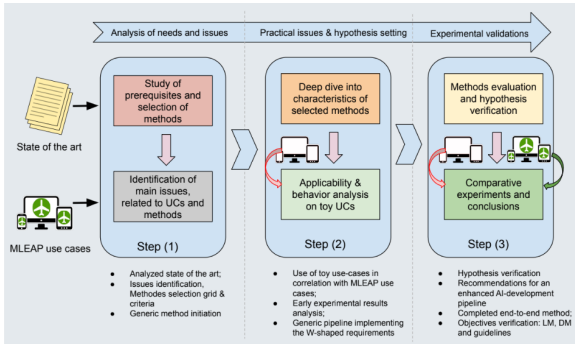 Analysis of needs and issues
Practical issues & hypothesis setting
Experimental validations
State of the art
MLEAP use cases
Study of
prerequisites and
selection of
methods
Identification of
main issues,
related to UCs and
methods
Step (1)
Deep dive into
characteristics of
selected methods
Applicability &
behavior analysis
on toy UCs
Step (2)
Methods evaluation
and hypothesis
verification
Comparative
experiments and
conclusions
Step (3)
Analyzed state of the art;
Issues identification,
Methodes selection grid &
criteria
Generic method initiation
Use of toy use-cases in
correlation with MLEAP use
cases;
Early experimental results
analysis;
Generic pipeline implementing
the W-shaped requirements
Hypothesis verification
Recommendations for an
enhanced AI-development
pipeline
Completed end-to-end method;
Objectives verification: LM, DM
and guidelines